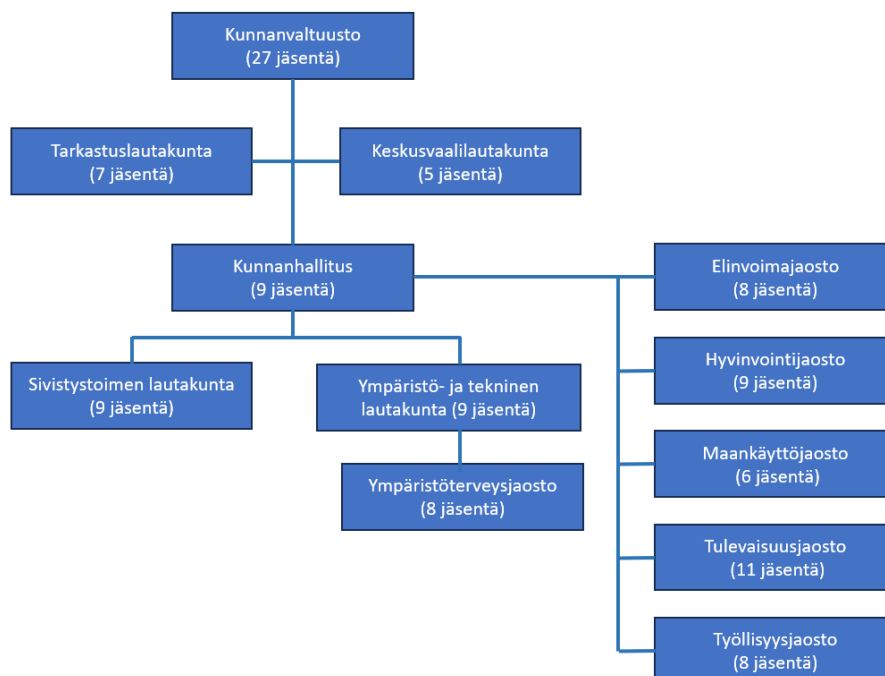 Kunnanvaltuusto
(27 jäsentä)
Tarkastuslautakunta
(7 jäsentä)
Keskusvaalilautakunta
(5 jäsentä)
Kunnanhallitus
(9 jäsentä)
Elinvoimajaosto
(8 jäsentä)
Sivistystoimen lautakunta
(9 jäsentä)
Ympäristö- ja tekninen
lautakunta (9 jäsentä)
Hyvinvointijaosto
(9 jäsentä)
Maankäyttöjaosto
(6 jäsentä)
Ympäristöterveysjaosto
(8 jäsentä)
Tulevaisuusjaosto
(11 jäsentä)
Työllisyysjaosto
(8 jäsentä)